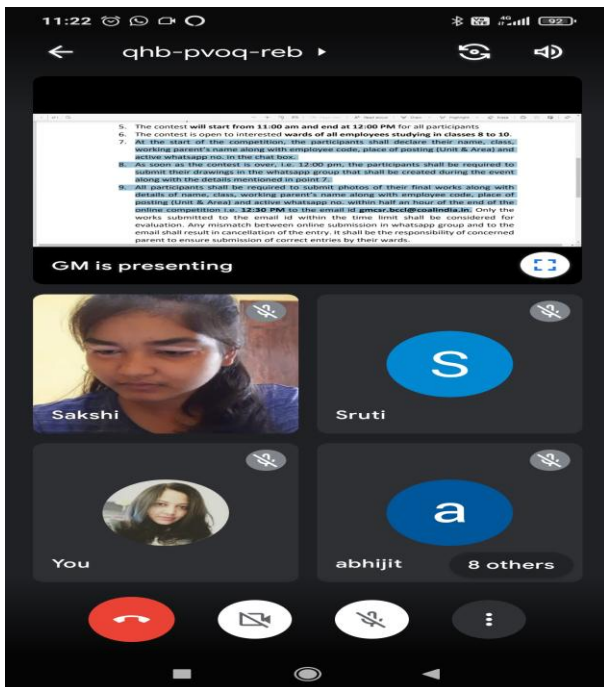 11:22
4G
92
qhb-pvoq-reb
5. The contest will start from 11:00 am and end at 12:00 PM for all participants
6. The contest is open to interested wards of all employees studying in classes 8 to 10.
7. At the start of the competition, the participants shall declare their name, class,
working parent's name along with employee code, place of posting (Unit & Area) and
active whatsapp no. in the chat box.
8. As soon as the contest is over, i.e. 12:00 pm, the participants shall be required to
submit their drawings in the whatsapp group that shall be created during the event
along with the details mentioned in point 7.
9. All participants shall be required to submit photos of their final works along with
details of name, class, working parent's name along with employee code, place of
posting (Unit & Area) and active whatsapp no. within half an hour of the end of the
online competition i.e. 12:30 PM to the email id gmcsr.bccl@coalindia.in. Only the
works submitted to the email id within the time limit shall be considered for
evaluation. Any mismatch between online submission in whatsapp group and to the
email shall result in cancellation of the entry. It shall be the responsibility of concerned
parent to ensure submission of correct entries by their wards.
GM is presenting
S
Sakshi
Sruti
a
You
abhijit
8 others